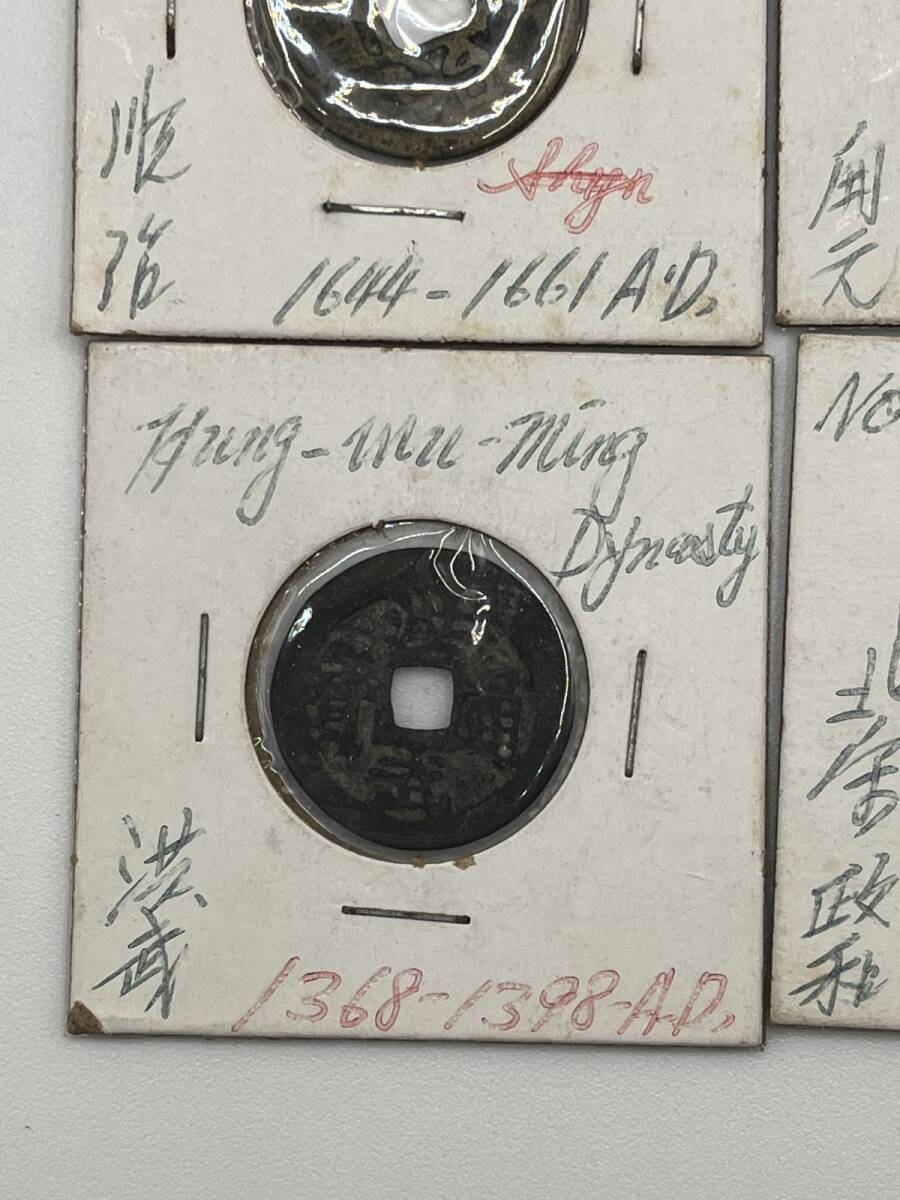 順
治
Shyn
1644-1661 A.D.
開
元
Hung-Wu-Ming
Dynasty
洪
武
1368-1398-A.D.
No
北
宋
政
和